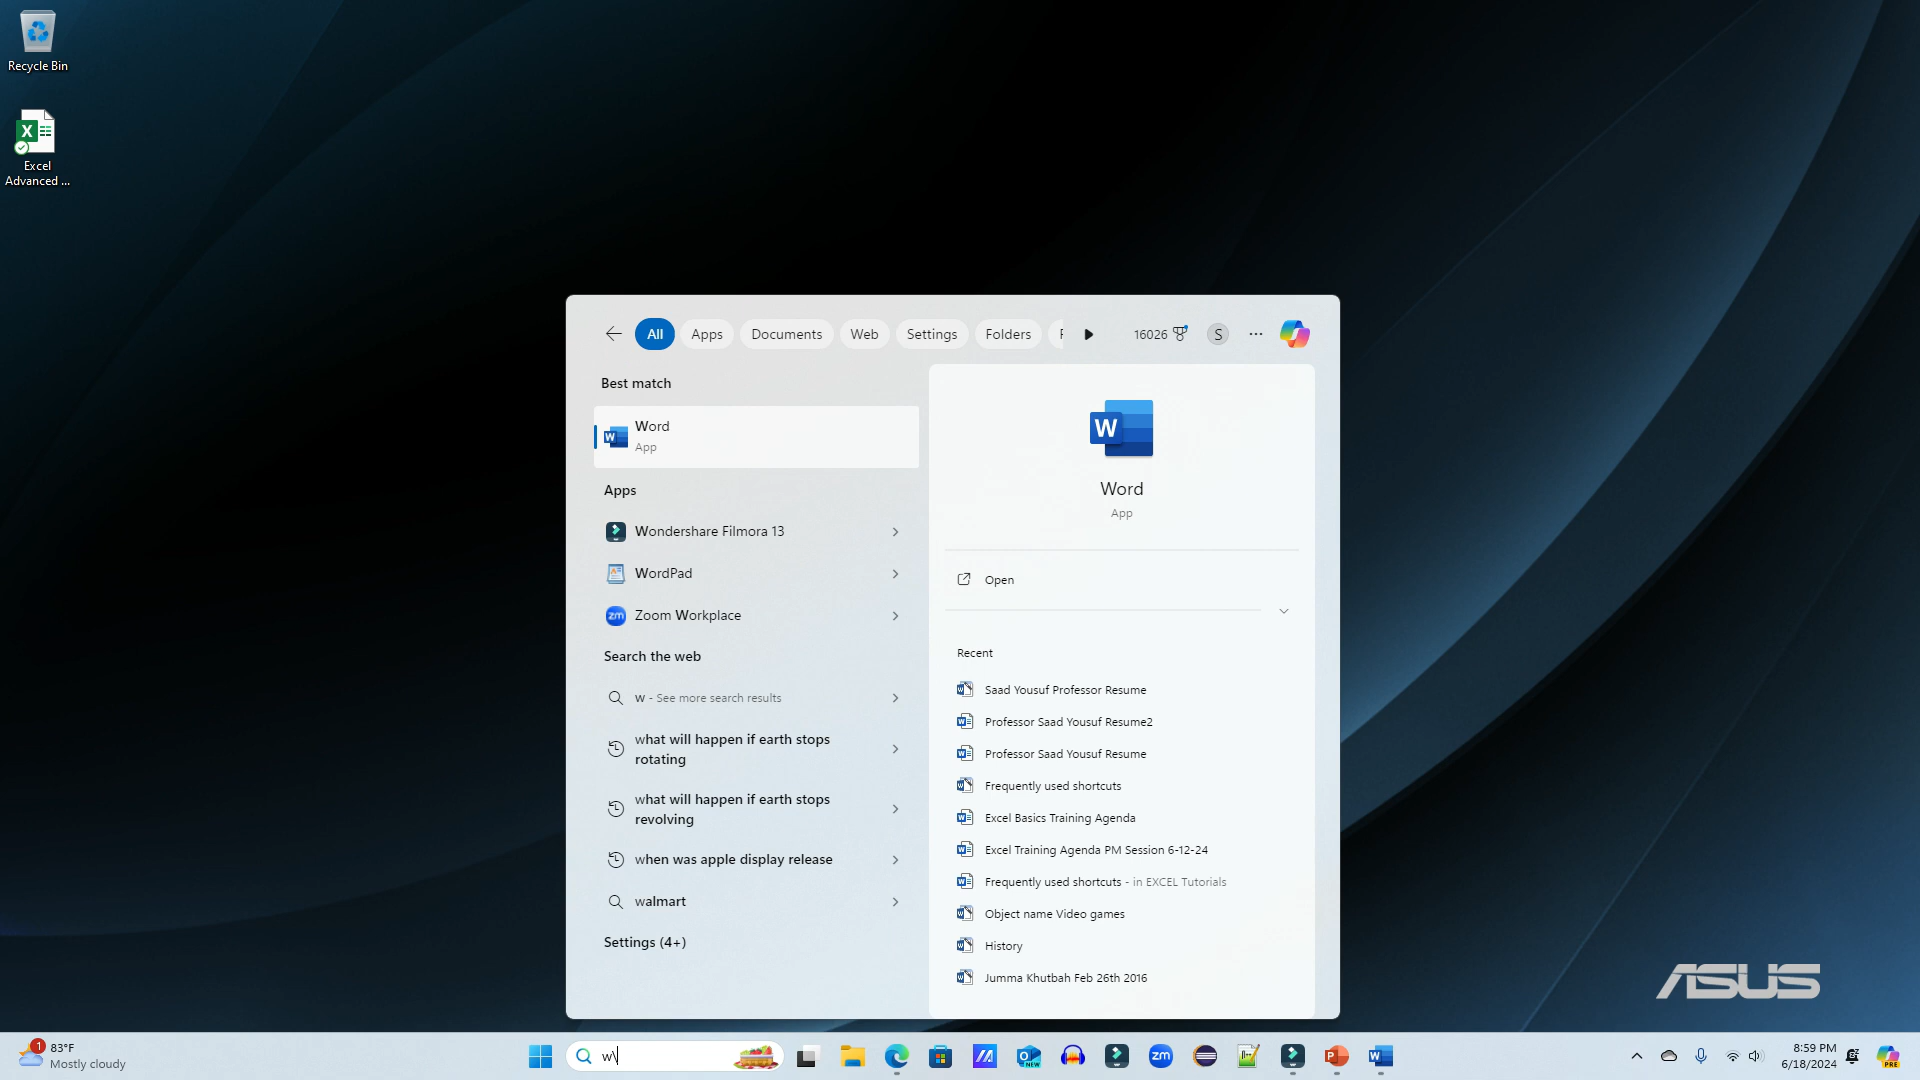 Recycle Bin
Excel
Advanced ...
All
Apps
Documents
Web
Settings
Folders
16026
S
Best match
Word
App
Apps
Wondershare Filmora 13
WordPad
Zoom Workplace
Search the web
w - See more search results
what will happen if earth stops
rotating
what will happen if earth stops
revolving
when was apple display release
walmart
Settings (4+)
Word
App
Open
Recent
Saad Yousuf Professor Resume
Professor Saad Yousuf Resume2
Professor Saad Yousuf Resume
Frequently used shortcuts
Excel Basics Training Agenda
Excel Training Agenda PM Session 6-12-24
Frequently used shortcuts - in EXCEL Tutorials
Object name Video games
History
Jumma Khutbah Feb 26th 2016
ASUS
1
83°F
Mostly cloudy
w\
8:59 PM
6/18/2024